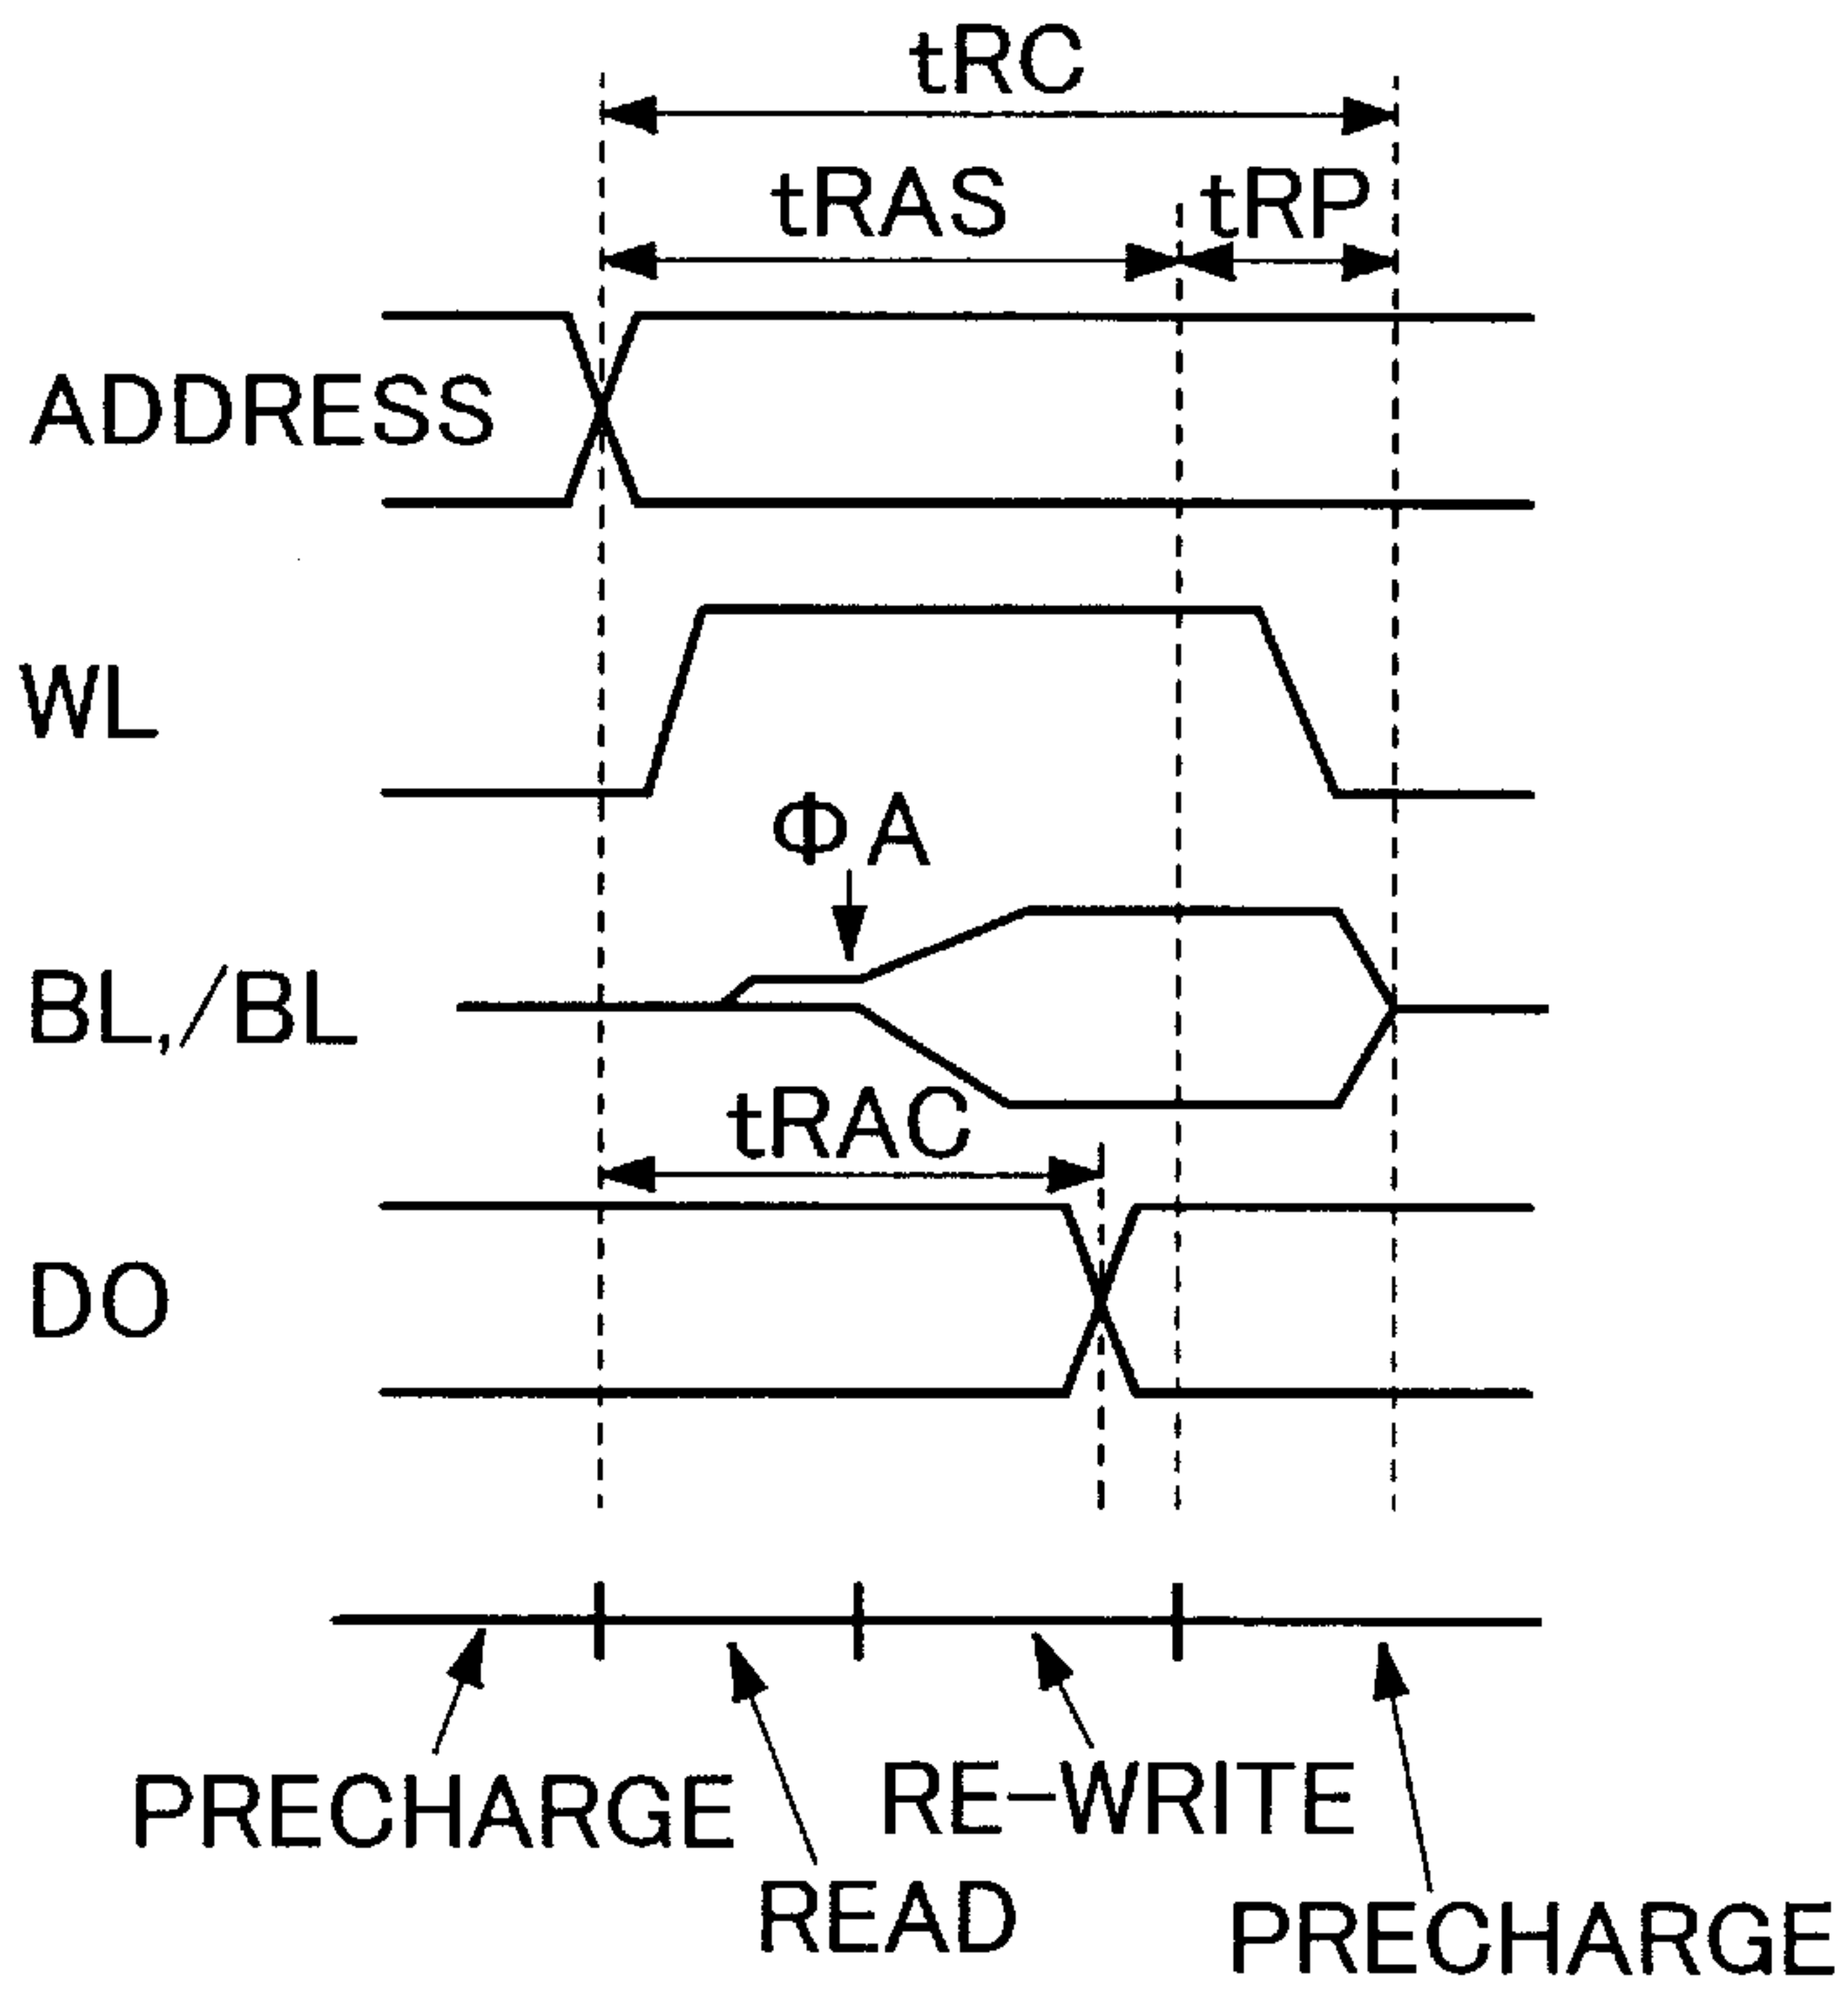 tRC
tRAS
tRP
ADDRESS
WL
ΦA
BL,/BL
tRAC
DO
PRECHARGE
RE-WRITE
READ
PRECHARGE